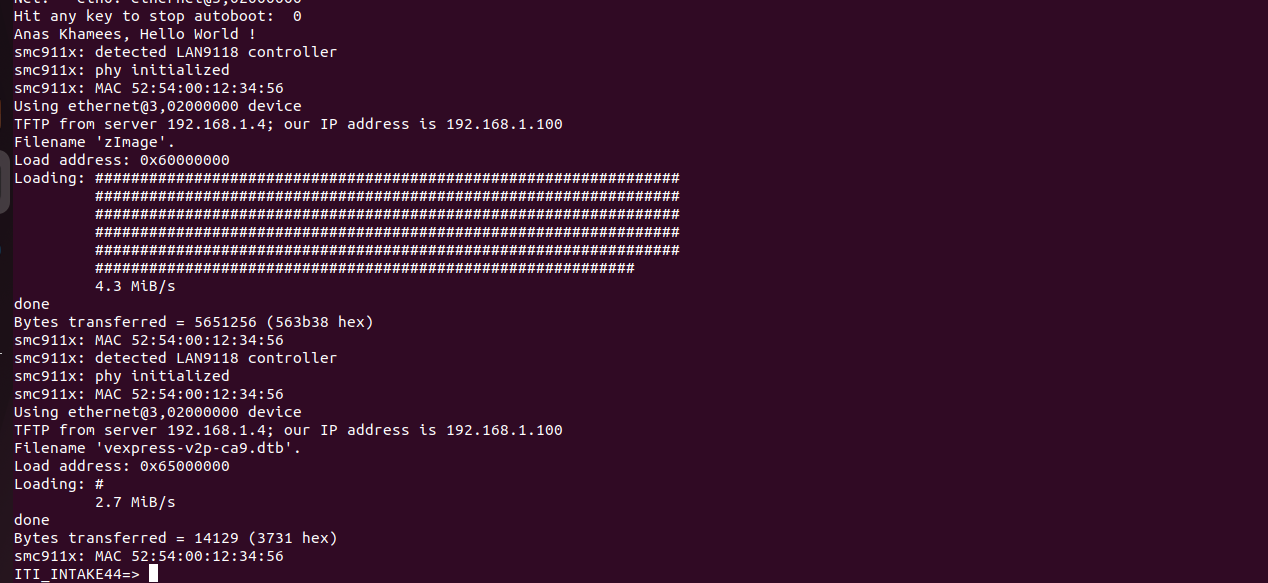 Net: eth0: ethernet@3,02000000
Hit any key to stop autoboot:  0
Anas Khamees, Hello World !
smc911x: detected LAN9118 controller
smc911x: phy initialized
smc911x: MAC 52:54:00:12:34:56
Using ethernet@3,02000000 device
TFTP from server 192.168.1.4; our IP address is 192.168.1.100
Filename 'zImage'.
Load address: 0x60000000
Loading: #################################################################
         #################################################################
         #################################################################
         #################################################################
         #################################################################
         ############################################################
         4.3 MiB/s
done
Bytes transferred = 5651256 (563b38 hex)
smc911x: MAC 52:54:00:12:34:56
smc911x: detected LAN9118 controller
smc911x: phy initialized
smc911x: MAC 52:54:00:12:34:56
Using ethernet@3,02000000 device
TFTP from server 192.168.1.4; our IP address is 192.168.1.100
Filename 'vexpress-v2p-ca9.dtb'.
Load address: 0x65000000
Loading: #
         2.7 MiB/s
done
Bytes transferred = 14129 (3731 hex)
smc911x: MAC 52:54:00:12:34:56
ITI_INTAKE44=>